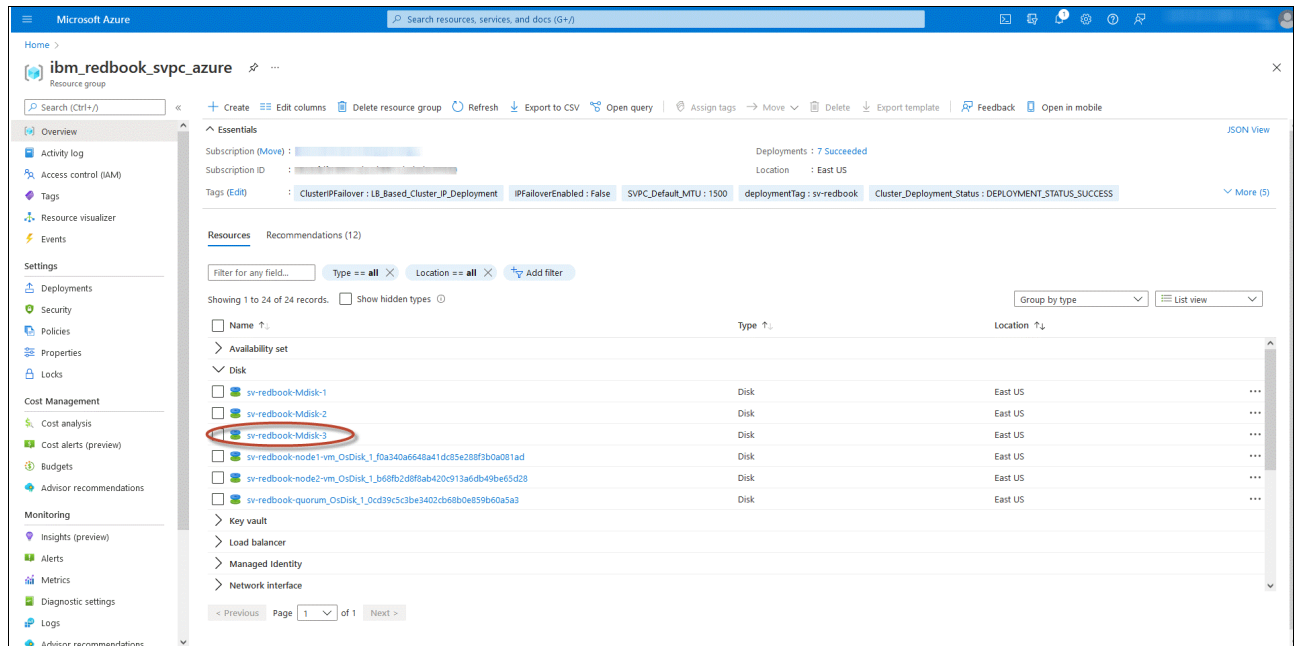 Microsoft Azure
Search resources, services, and docs (G+/)
1
Home >
ibm_redbook_svpc_azure
Resource group
Search (Ctrl+/)
Overview
Activity log
Access control (IAM)
Tags
Resource visualizer
Events
Settings
Deployments
Security
Policies
Properties
Locks
Cost Management
Cost analysis
Cost alerts (preview)
Budgets
Advisor recommendations
Monitoring
Insights (preview)
Alerts
Metrics
Diagnostic settings
Logs
Advisor recommendations
Create Edit columns Delete resource group Refresh Export to CSV Open query Assign tags Move Delete Export template Feedback Open in mobile
Essentials
JSON View
Subscription (Move) :
Deployments : 7 Succeeded
Subscription ID :
Location : East US
Tags (Edit) : ClusterIPFailover : LB_Based_Cluster_IP_Deployment IPFailoverEnabled : False SVPC_Default_MTU : 1500 deploymentTag : sv-redbook Cluster_Deployment_Status : DEPLOYMENT_STATUS_SUCCESS More (5)
Resources Recommendations (12)
Filter for any field... Type == all Location == all Add filter
Showing 1 to 24 of 24 records. Show hidden types
Group by type List view
Name Type Location
Availability set
Disk
sv-redbook-Mdisk-1 Disk East US
sv-redbook-Mdisk-2 Disk East US
sv-redbook-Mdisk-3 Disk East US
sv-redbook-node1-vm_OsDisk_1_f0a340a6648a41dc85e288f3b0a081ad Disk East US
sv-redbook-node2-vm_OsDisk_1_b68fb2d8f8ab420c913a6db49be65d28 Disk East US
sv-redbook-quorum_OsDisk_1_0cd39c5c3be3402cb68b0e859b60a5a3 Disk East US
Key vault
Load balancer
Managed Identity
Network interface
< Previous Page 1 of 1 Next >